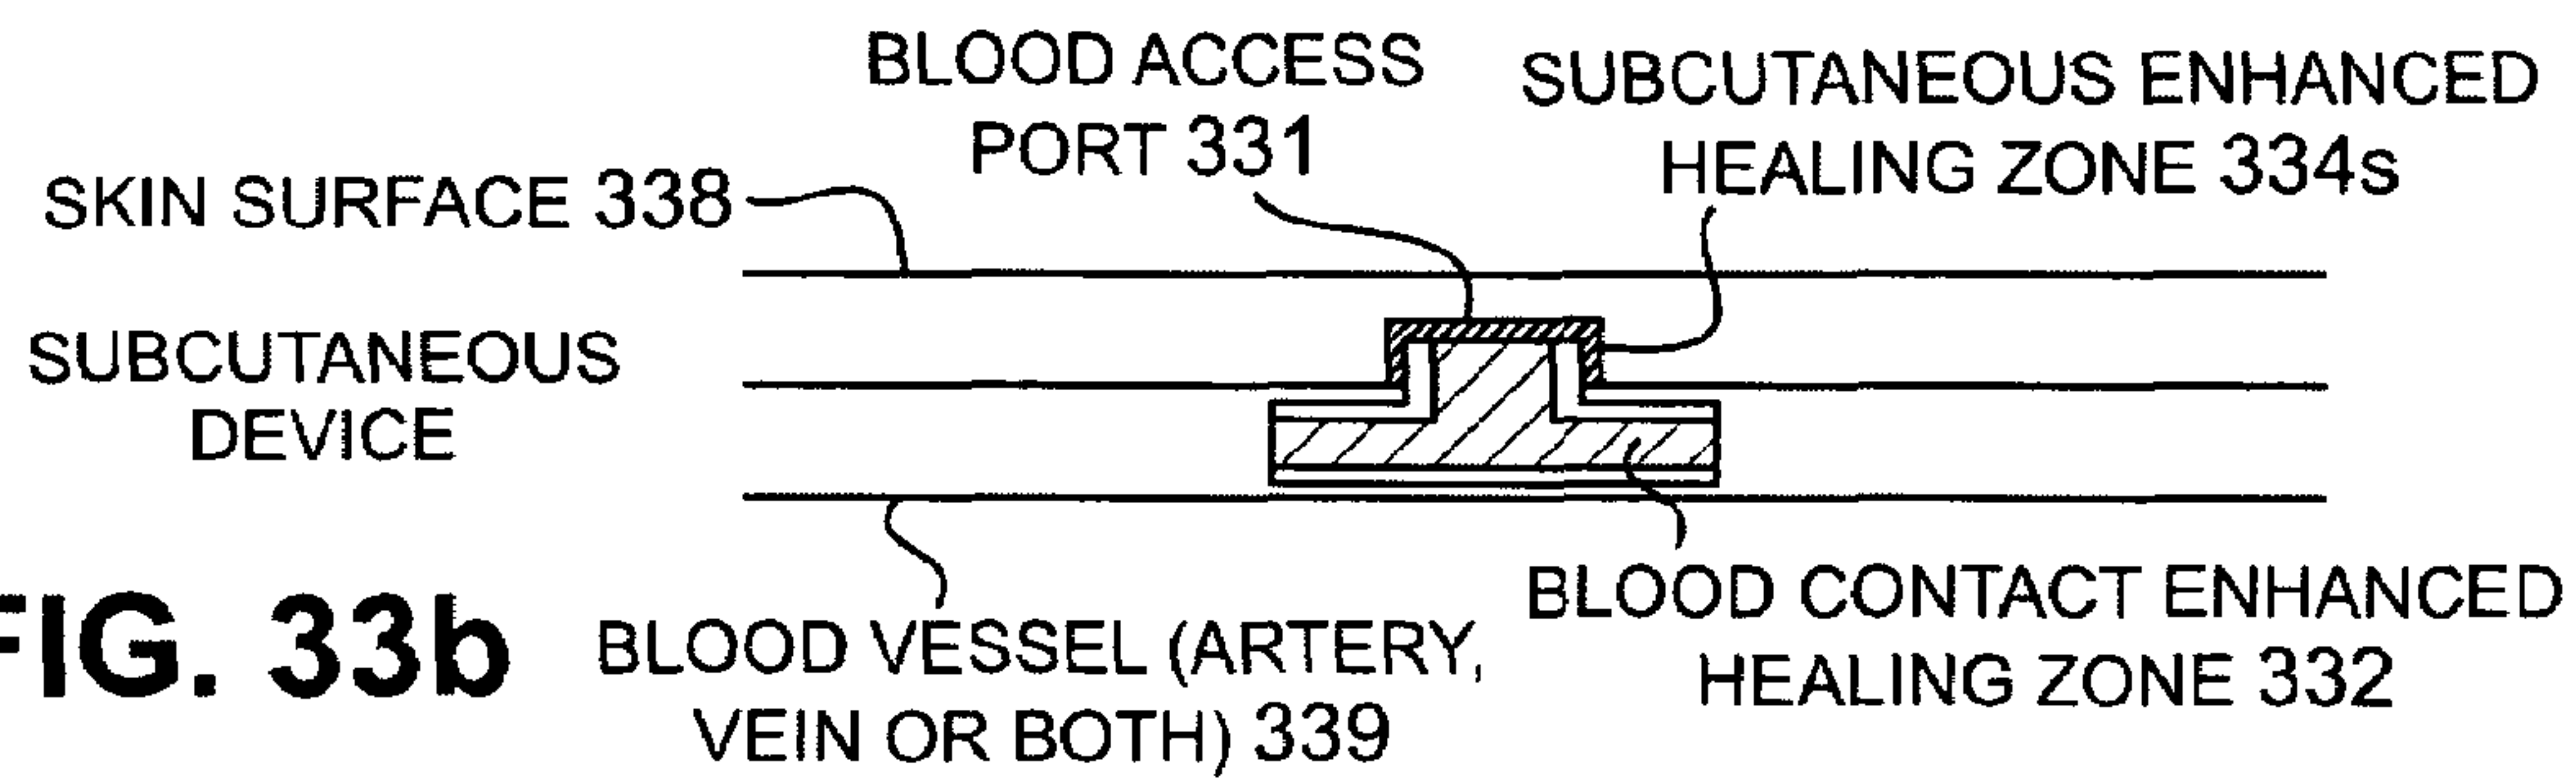 BLOOD ACCESS
PORT 331
SUBCUTANEOUS ENHANCED
HEALING ZONE 334s
SKIN SURFACE 338
SUBCUTANEOUS
DEVICE
BLOOD CONTACT ENHANCED
HEALING ZONE 332
FIG. 33b
BLOOD VESSEL (ARTERY,
VEIN OR BOTH) 339